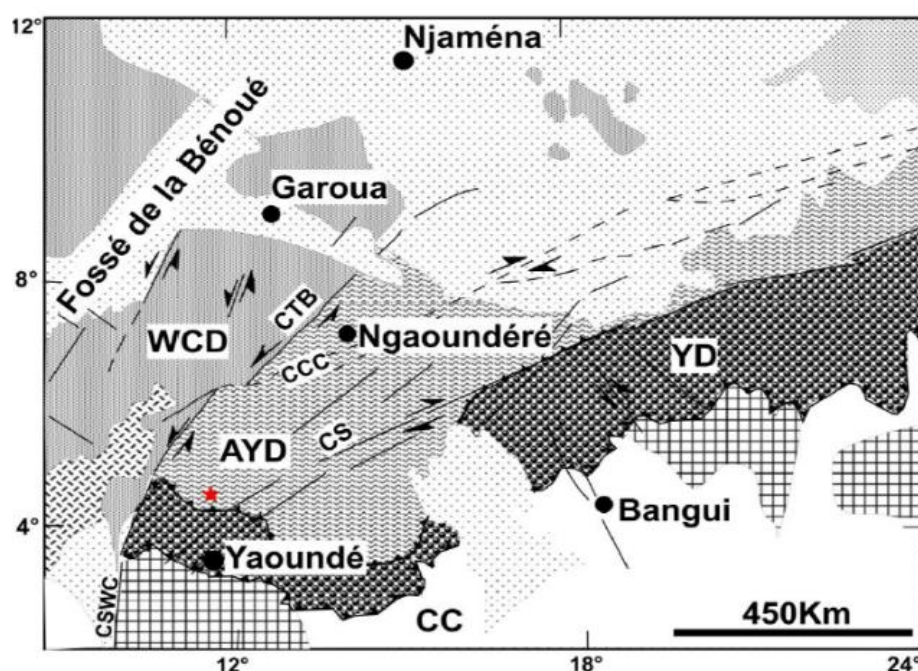 12°
Njaména
Fossé de la Bénoué
Garoua
8°
CTB
WCD
Ngaoundéré
CCC
YD
AYD
CS
4°
Bangui
Yaoundé
CSWC
CC
450Km
12°
18°
24°